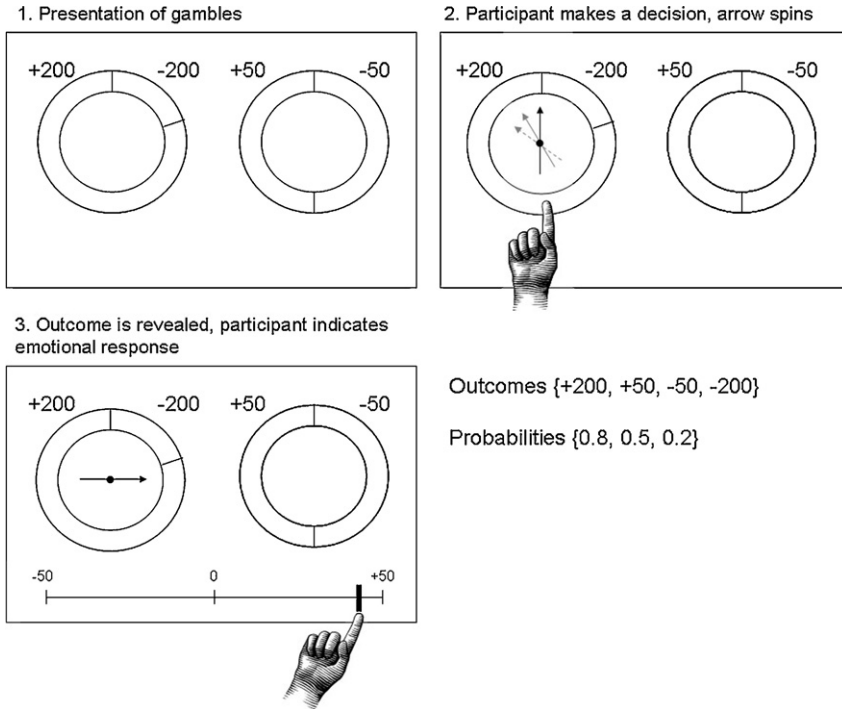 1. Presentation of gambles
+200 -200 +50 -50
2. Participant makes a decision, arrow spins
+200 -200 +50 -50
3. Outcome is revealed, participant indicates
emotional response
+200 -200 +50 -50
-50 0 +50
Outcomes {+200, +50, -50, -200}
Probabilities {0.8, 0.5, 0.2}